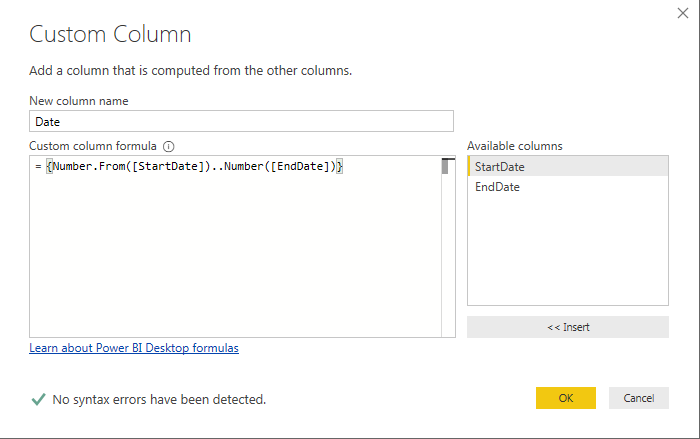 Custom Column
Add a column that is computed from the other columns.
New column name
Date
Custom column formula
Available columns
= {Number.From([StartDate])..Number([EndDate])}
StartDate
EndDate
<< Insert
Learn about Power BI Desktop formulas
No syntax errors have been detected.
OK
Cancel